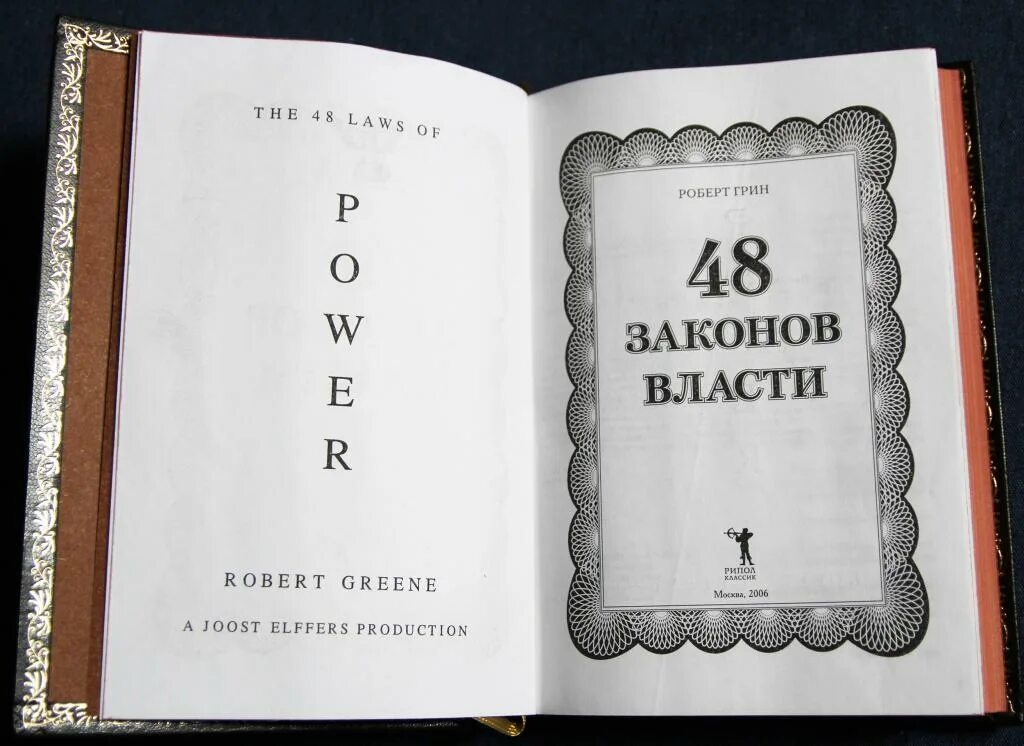 THE 48 LAWS OF
P
O
W
E
R
ROBERT GREENE
A JOOST ELFFERS PRODUCTION
РОБЕРТ ГРИН
48
ЗАКОНОВ
ВЛАСТИ
РИПОЛ
КЛАССИК
Москва, 2006